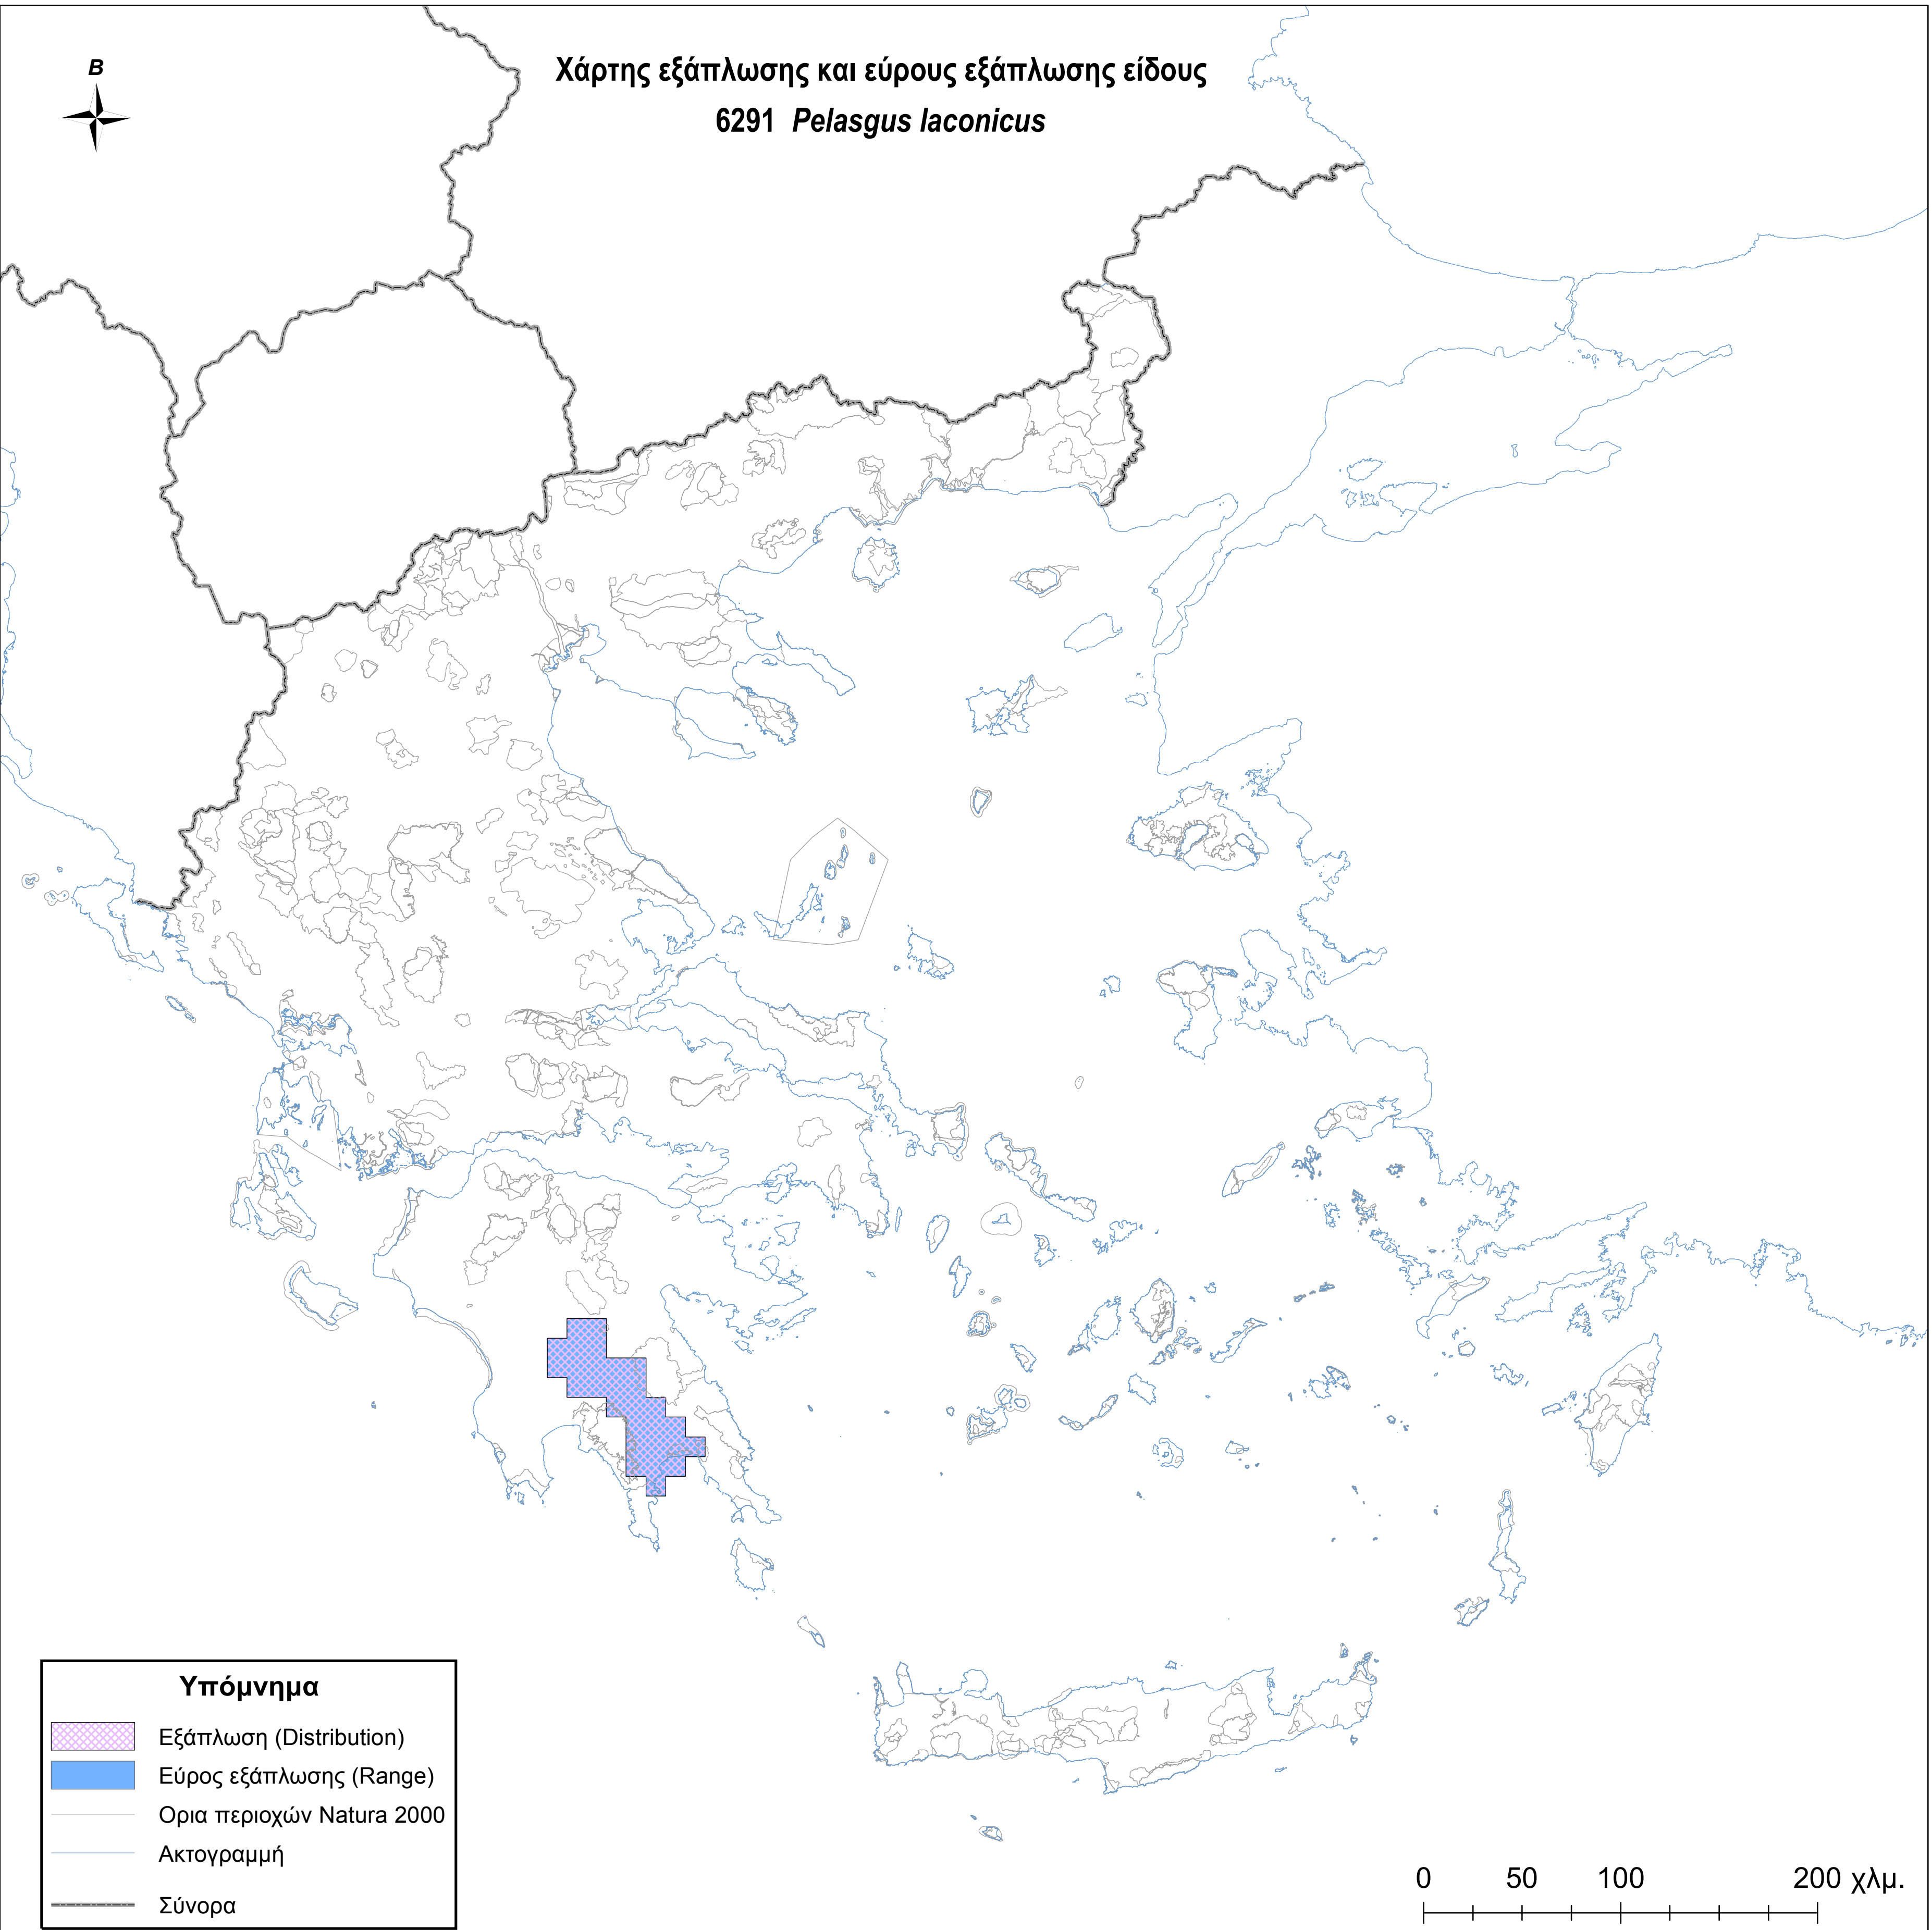 Β
Χάρτης εξάπλωσης και εύρους εξάπλωσης είδους
6291 Pelasgus laconicus
Υπόμνημα
Εξάπλωση (Distribution)
Εύρος εξάπλωσης (Range)
Ορια περιοχών Natura 2000
Ακτογραμμή
Σύνορα
0 50 100 200 χλμ.